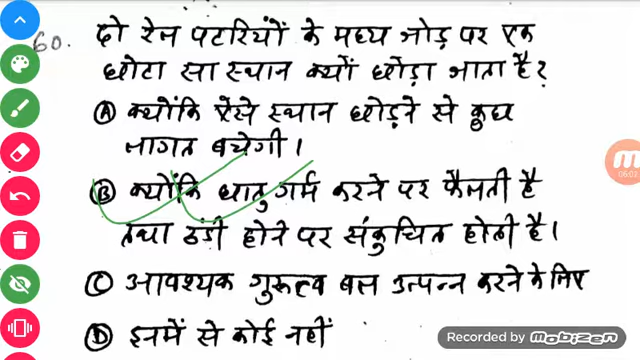 60. दो रेल पटरियों के मध्य जोड़ पर एक
छोटा सा स्थान क्यों छोड़ा जाता है?
Ⓐ क्योंकि ऐसे स्थान छोड़ने से कुछ
लागत बचेगी।
Ⓑ क्योंकि धातु गर्म करने पर फैलती है
तथा ठंडी होने पर संकुचित होती है।
Ⓒ आवश्यक गुरुत्व बल उत्पन्न करने के लिए
Ⓓ इनमें से कोई नहीं
M
06:02
Recorded by mobizen